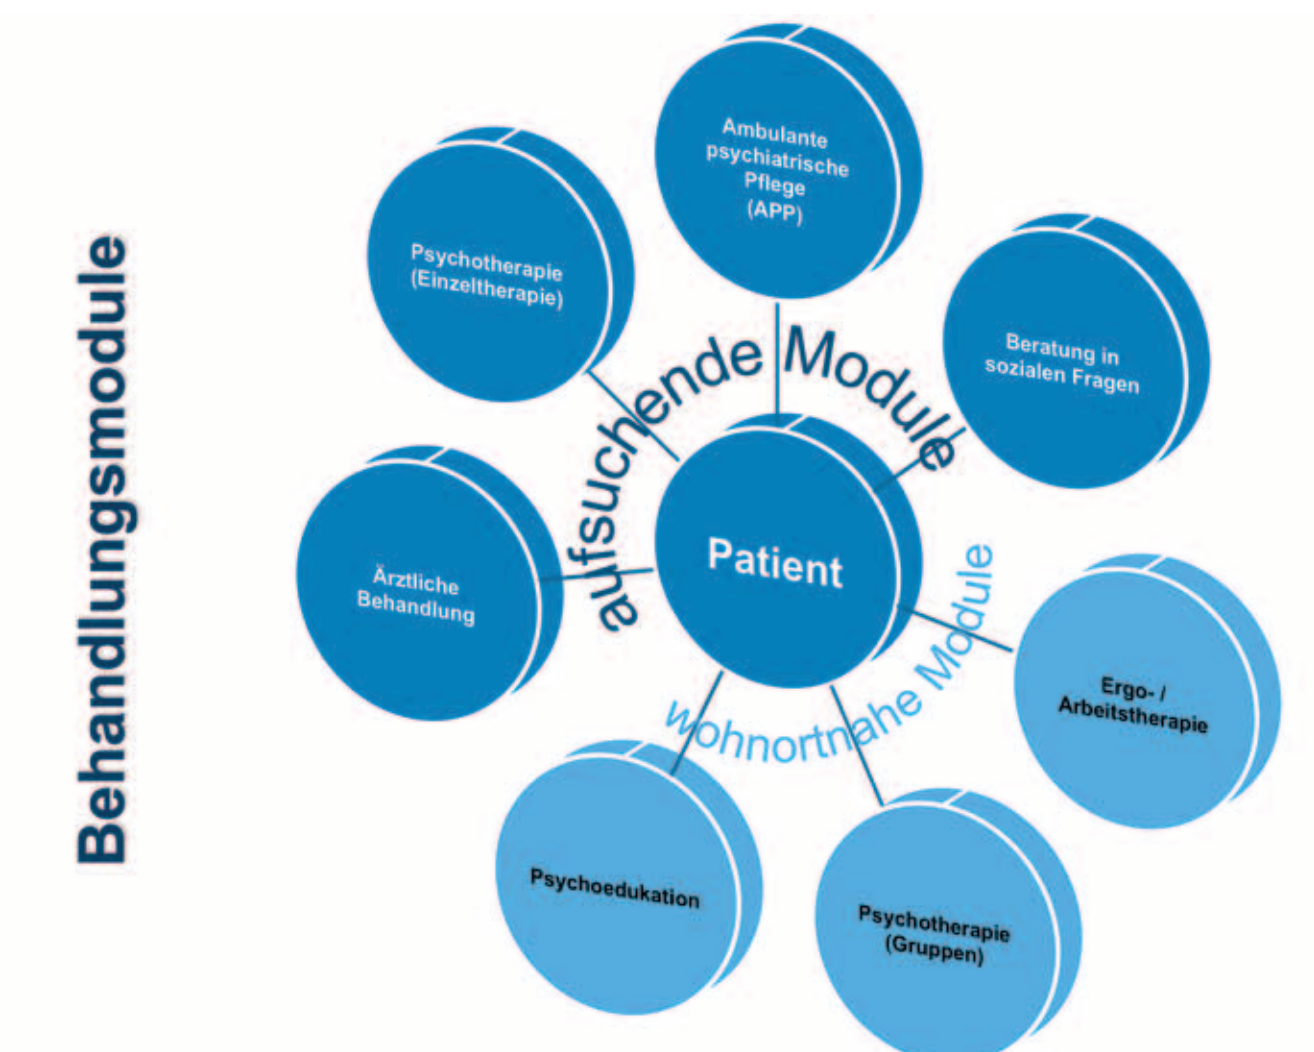 Behandlungsmodule
Ambulante
psychiatrische
Pflege
(APP)
Psychotherapie
(Einzeltherapie)
Beratung in
sozialen Fragen
aufsuchende Module
Ärztliche
Behandlung
Patient
wohnortnahe Module
Ergo- /
Arbeitstherapie
Psychoedukation
Psychotherapie
(Gruppen)